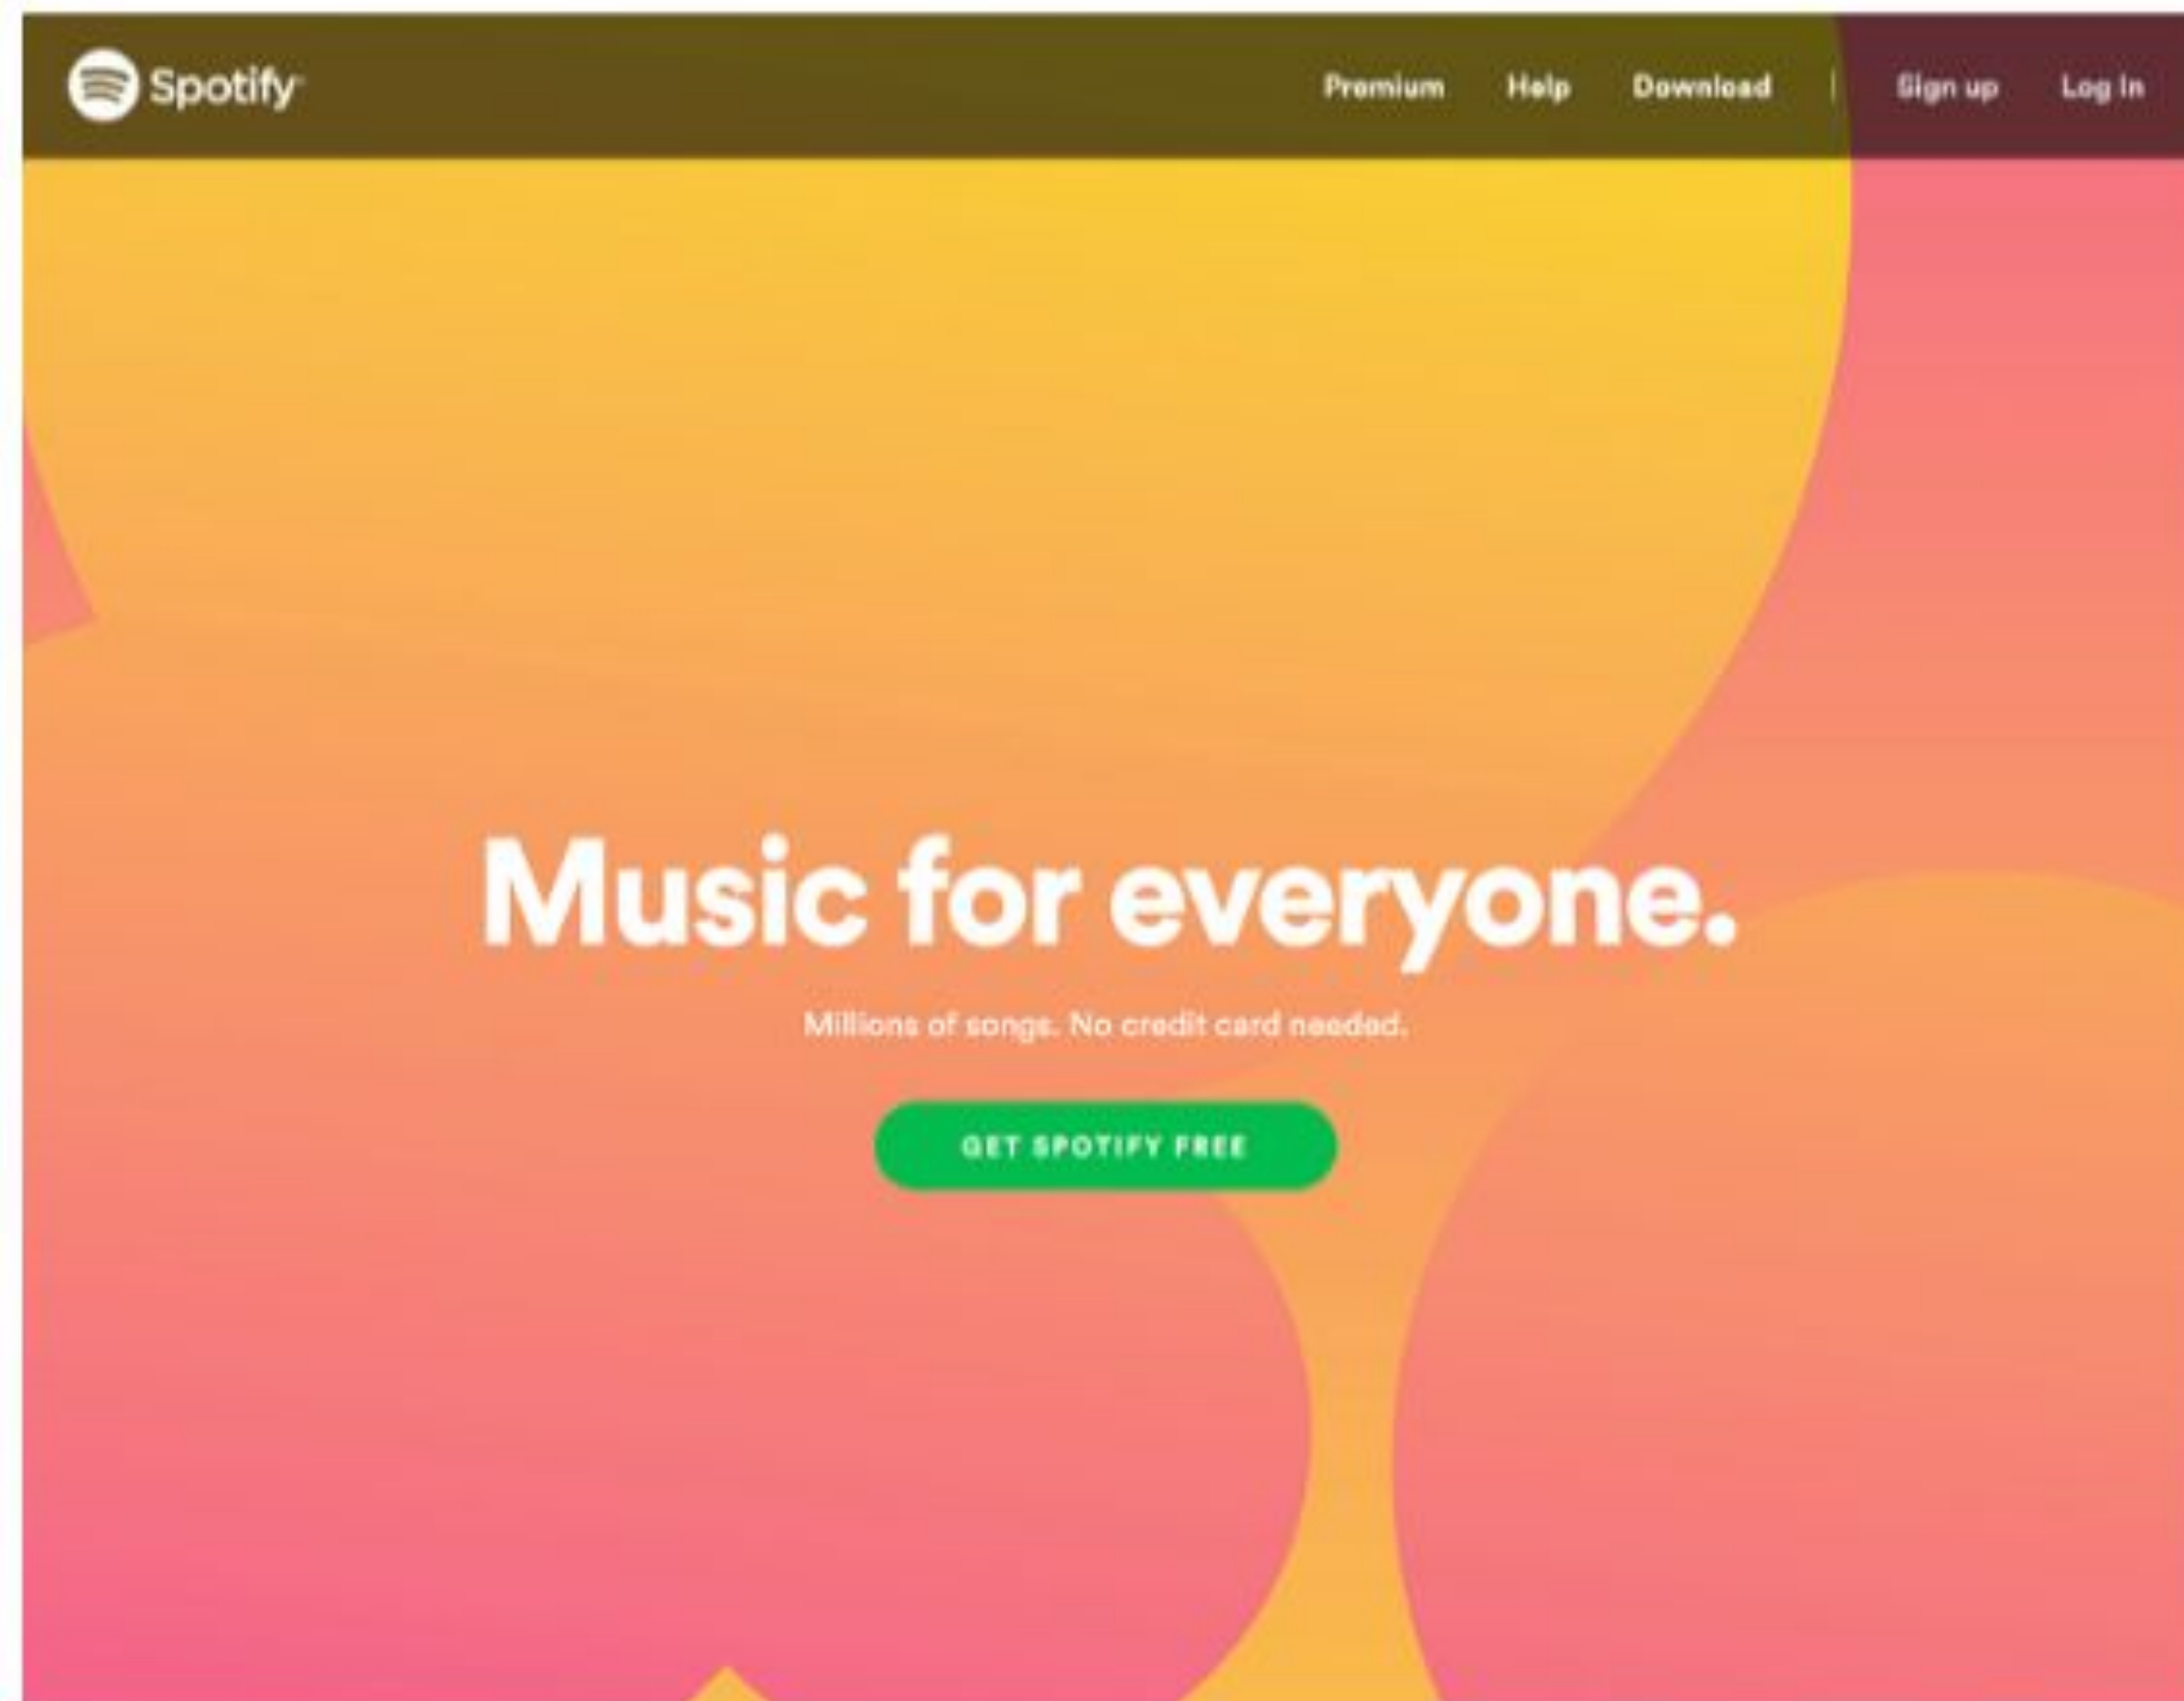 Spotify
Premium Help Download | Sign up Log In
Music for everyone.
Millions of songs. No credit card needed.
GET SPOTIFY FREE